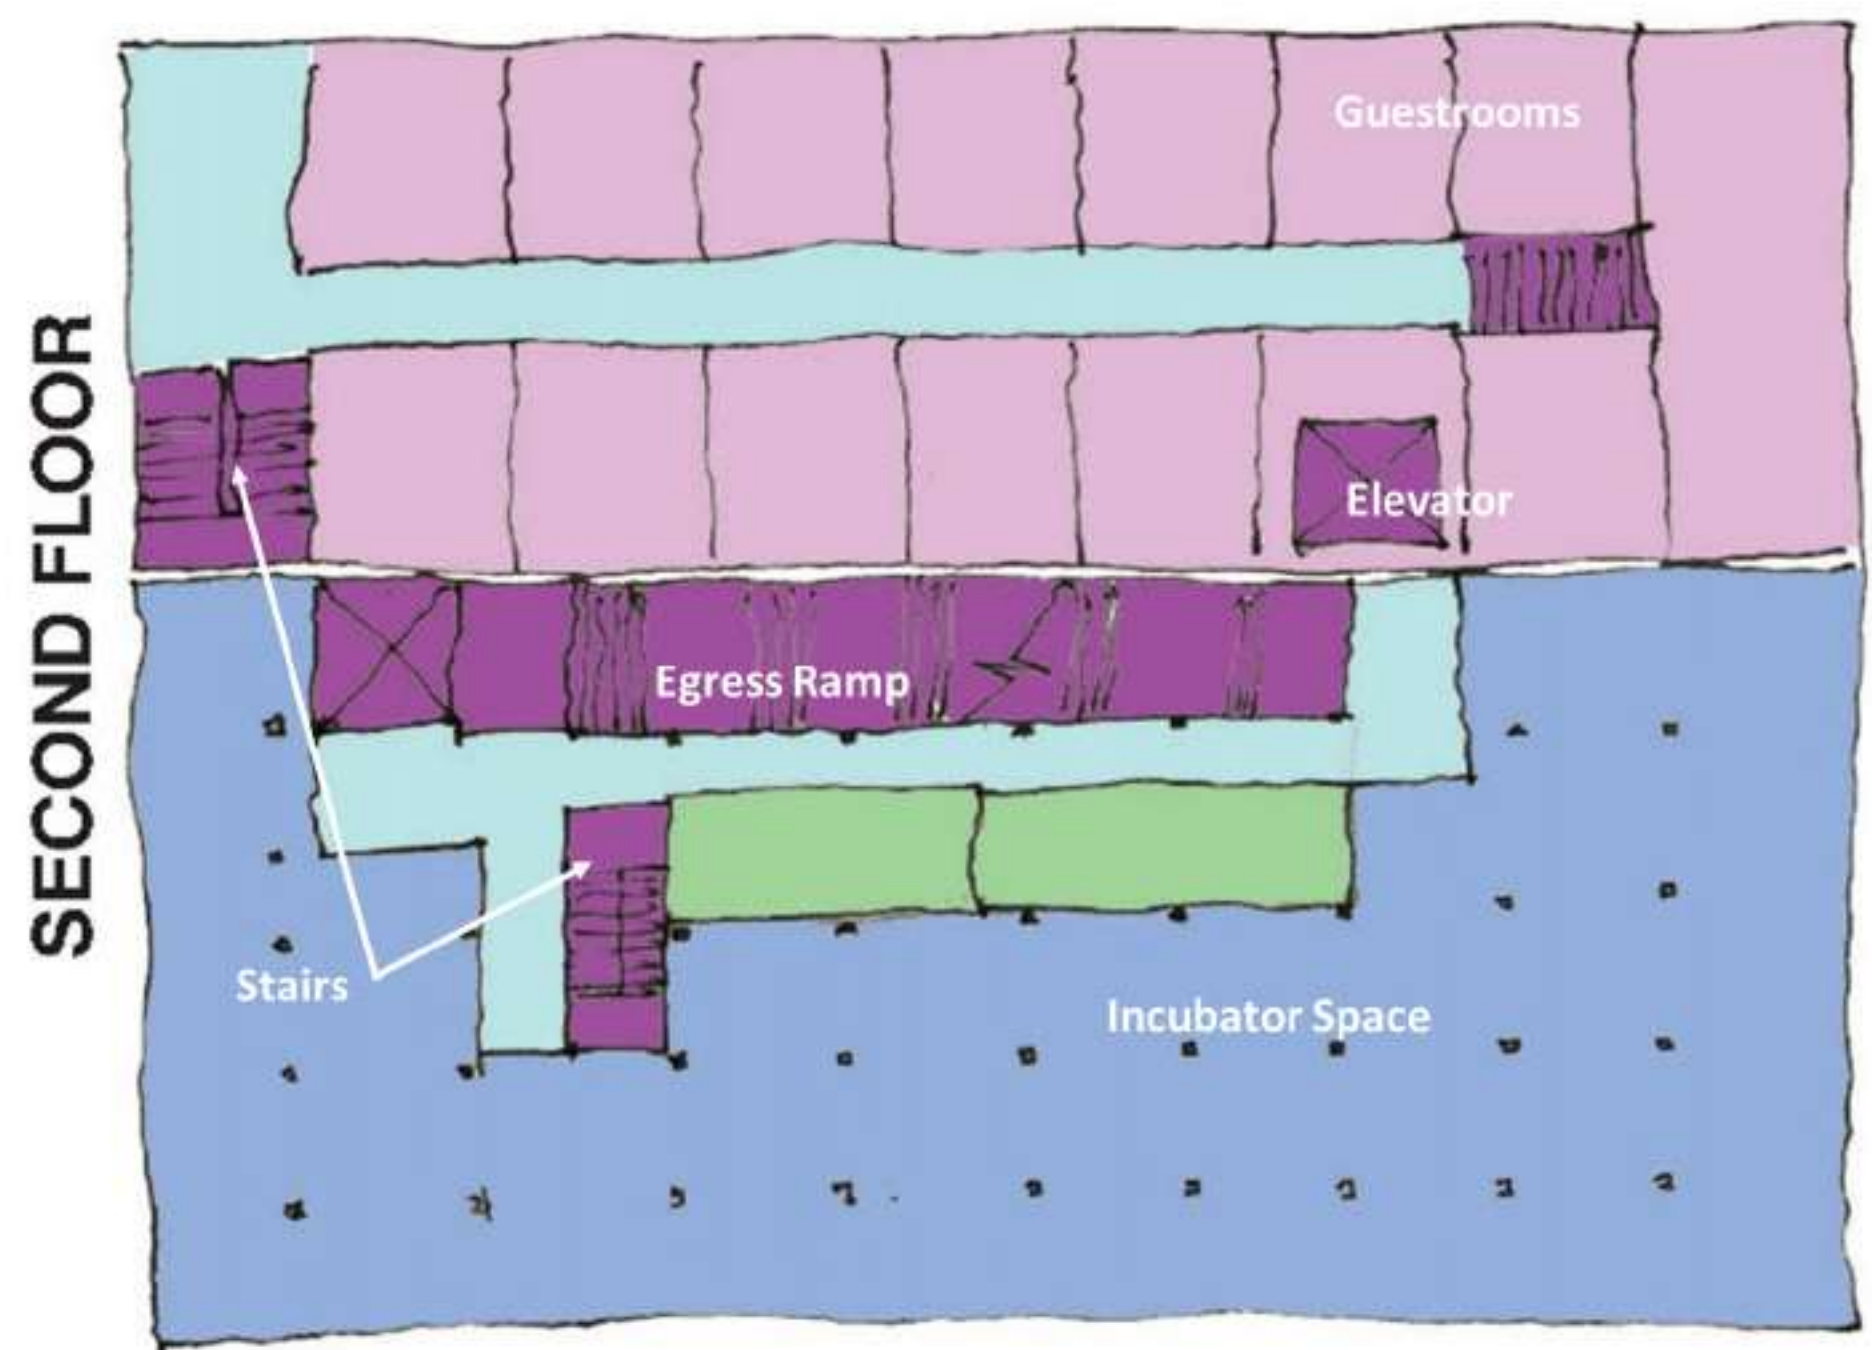 SECOND FLOOR
Guestrooms
Elevator
Egress Ramp
Stairs
Incubator Space